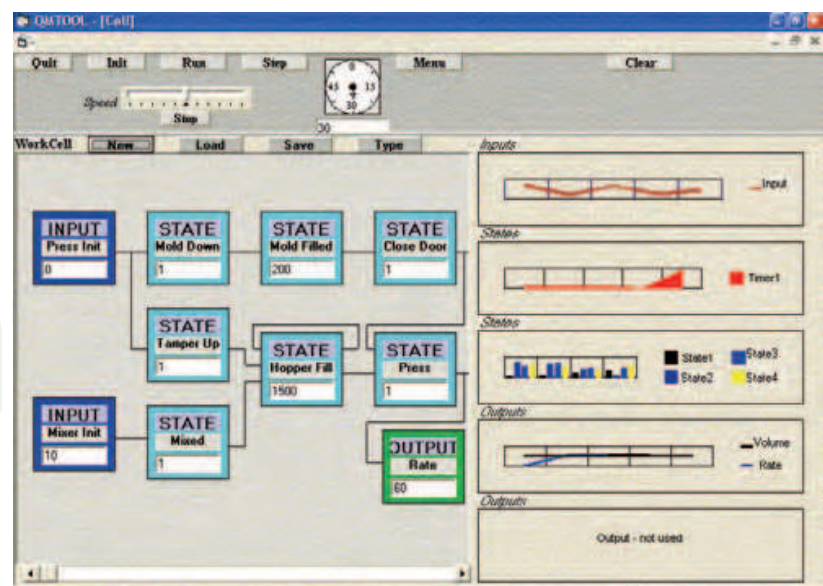 QMTOOL - [Cell]
Quit Init Run Step Menu Clear
Speed
Stop
0
45 15
30
30
WorkCell New Load Save Type
Inputs
Input
States
Timer1
States
State1 State3
State2 State4
Outputs
Volume
Rate
Outputs
Output - not used
INPUT
Press Init
0
STATE
Mold Down
1
STATE
Mold Filled
200
STATE
Close Door
1
STATE
Tamper Up
1
STATE
Hopper Fill
1500
STATE
Press
1
INPUT
Mixer Init
10
STATE
Mixed
1
OUTPUT
Rate
60